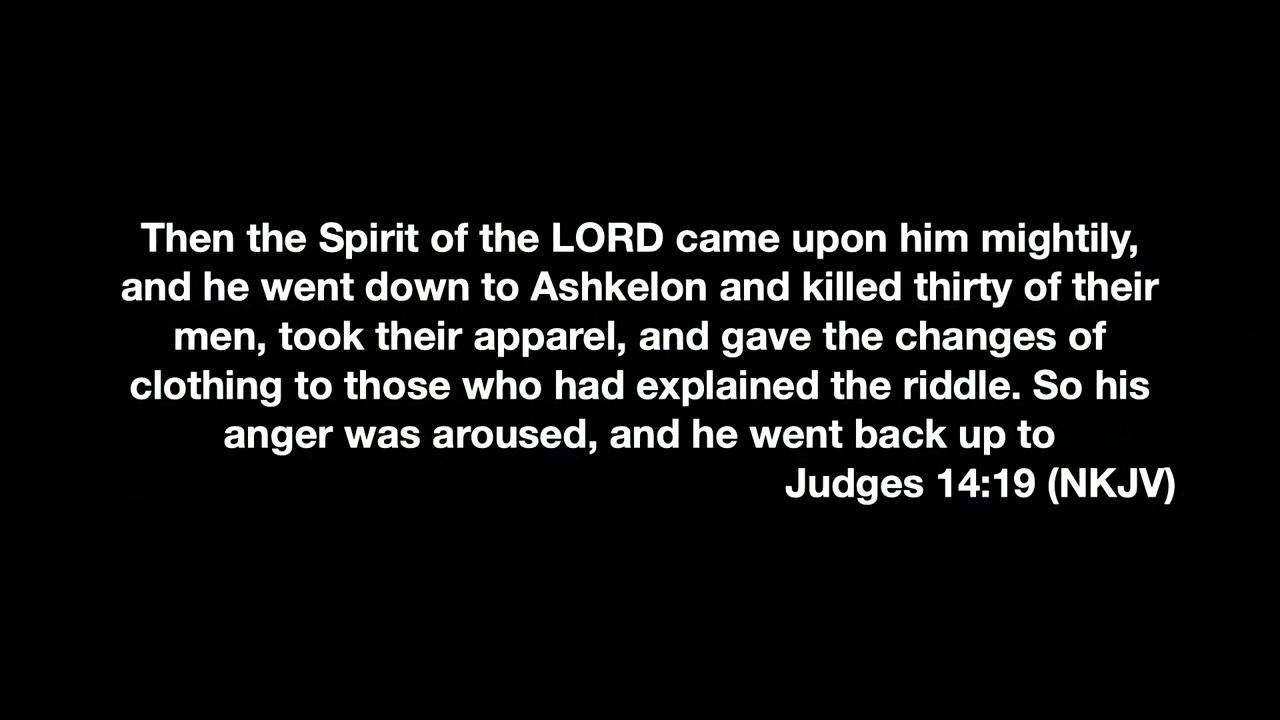 Then the Spirit of the LORD came upon him mightily,
and he went down to Ashkelon and killed thirty of their
men, took their apparel, and gave the changes of
clothing to those who had explained the riddle. So his
anger was aroused, and he went back up to
Judges 14:19 (NKJV)